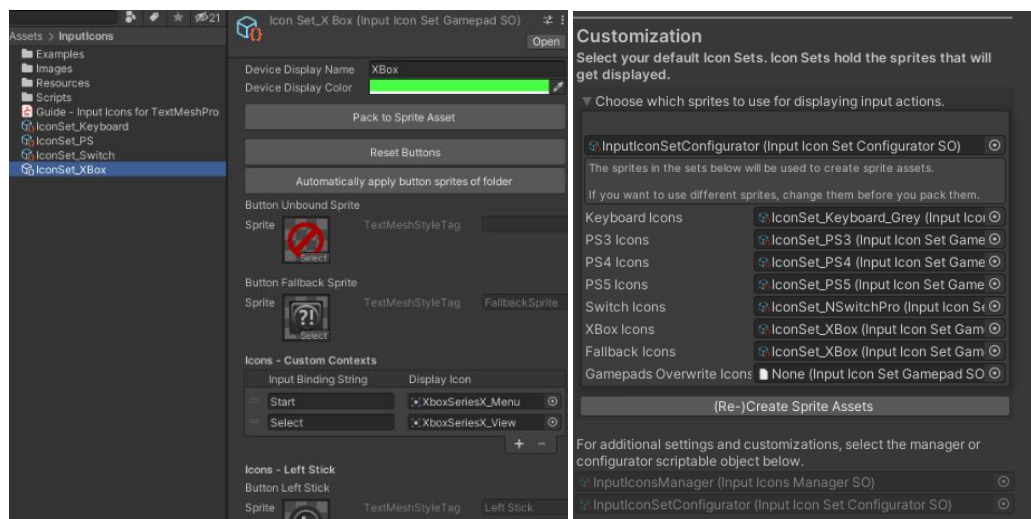 21
Assets > InputIcons
Examples
Images
Resources
Scripts
Guide - Input Icons for TextMeshPro
IconSet_Keyboard
IconSet_PS
IconSet_Switch
IconSet_XBox
Icon Set_X Box (Input Icon Set Gamepad SO)
Open
Device Display Name XBox
Device Display Color
Pack to Sprite Asset
Reset Buttons
Automatically apply button sprites of folder
Button Unbound Sprite
Sprite TextMeshStyleTag
Select
Button Fallback Sprite
Sprite TextMeshStyleTag FallbackSprite
?!
Select
Icons - Custom Contexts
Input Binding String Display Icon
Start XboxSeriesX_Menu
Select XboxSeriesX_View
+ -
Icons - Left Stick
Button Left Stick
Sprite TextMeshStyleTag Left Stick
Customization
Select your default Icon Sets. Icon Sets hold the sprites that will
get displayed.
Choose which sprites to use for displaying input actions.
InputIconSetConfigurator (Input Icon Set Configurator SO)
The sprites in the sets below will be used to create sprite assets.
If you want to use different sprites, change them before you pack them.
Keyboard Icons IconSet_Keyboard_Grey (Input Icon
PS3 Icons IconSet_PS3 (Input Icon Set Game
PS4 Icons IconSet_PS4 (Input Icon Set Game
PS5 Icons IconSet_PS5 (Input Icon Set Game
Switch Icons IconSet_NSwitchPro (Input Icon Se
XBox Icons IconSet_XBox (Input Icon Set Gam
Fallback Icons IconSet_XBox (Input Icon Set Gam
Gamepads Overwrite Icons None (Input Icon Set Gamepad SO
(Re-)Create Sprite Assets
For additional settings and customizations, select the manager or
configurator scriptable object below.
InputIconsManager (Input Icons Manager SO)
InputIconSetConfigurator (Input Icon Set Configurator SO)